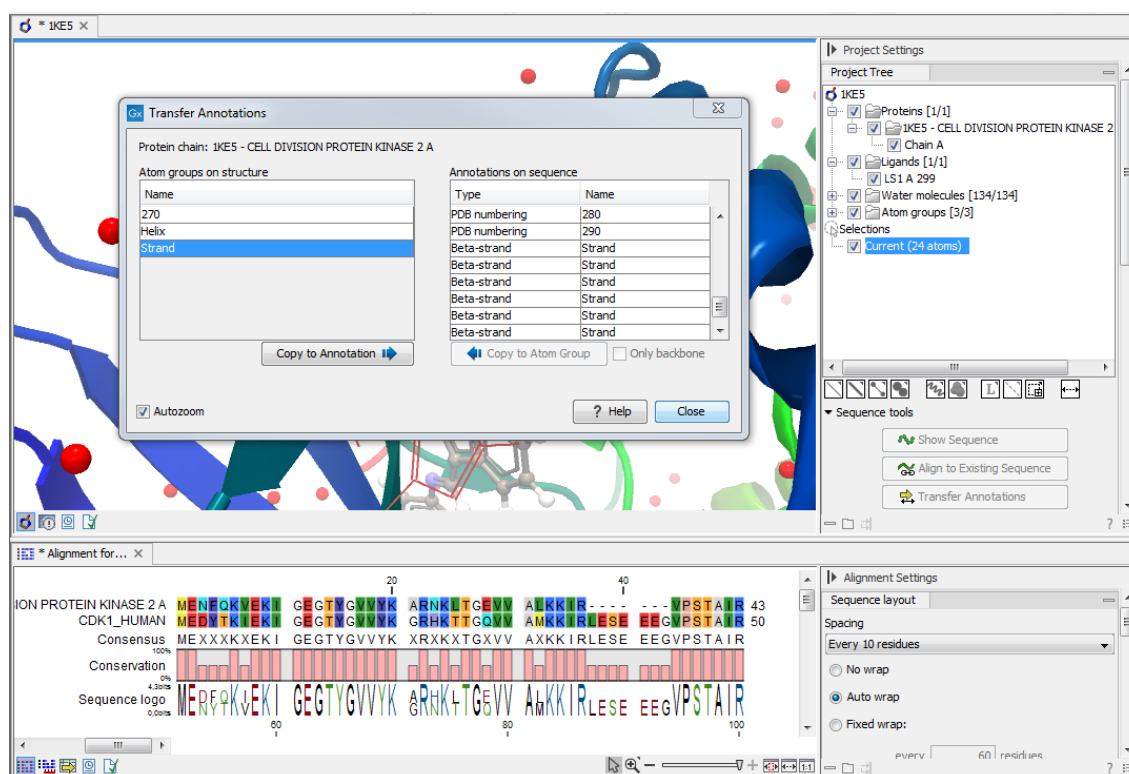 * 1KE5
Project Settings
Project Tree
1KE5
Proteins [1/1]
1KE5 - CELL DIVISION PROTEIN KINASE 2
Chain A
Ligands [1/1]
LS1 A 299
Water molecules [134/134]
Atom groups [3/3]
Selections
Current (24 atoms)
Gx Transfer Annotations
Protein chain: 1KE5 - CELL DIVISION PROTEIN KINASE 2 A
Atom groups on structure
Name
270
Helix
Strand
Copy to Annotation
Annotations on sequence
Type Name
PDB numbering 280
PDB numbering 290
Beta-strand Strand
Beta-strand Strand
Beta-strand Strand
Beta-strand Strand
Beta-strand Strand
Beta-strand Strand
Copy to Atom Group Only backbone
Autozoom
? Help Close
Sequence tools
Show Sequence
Align to Existing Sequence
Transfer Annotations
?
* Alignment for...
20 40
ION PROTEIN KINASE 2 A MENFQKVEKI GEGTYGVVYK ARNKLTGEVV ALKKIR---- ---VPSTAIR 43
CDK1_HUMAN MEDYTKIEKI GEGTYGVVYK GRHKTTGQVV AMKKIRLESE EEGVPSTAIR 50
Consensus MEXXXKXEKI GEGTYGVVYK XRXKXTGXVV AXKKIRLESE EEGVPSTAIR
100%
Conservation
0%
4,3bits
Sequence logo
0,0bits
60 80 100
Alignment Settings
Sequence layout
Spacing
Every 10 residues
No wrap
Auto wrap
Fixed wrap:
every 60 residues
1:1
?